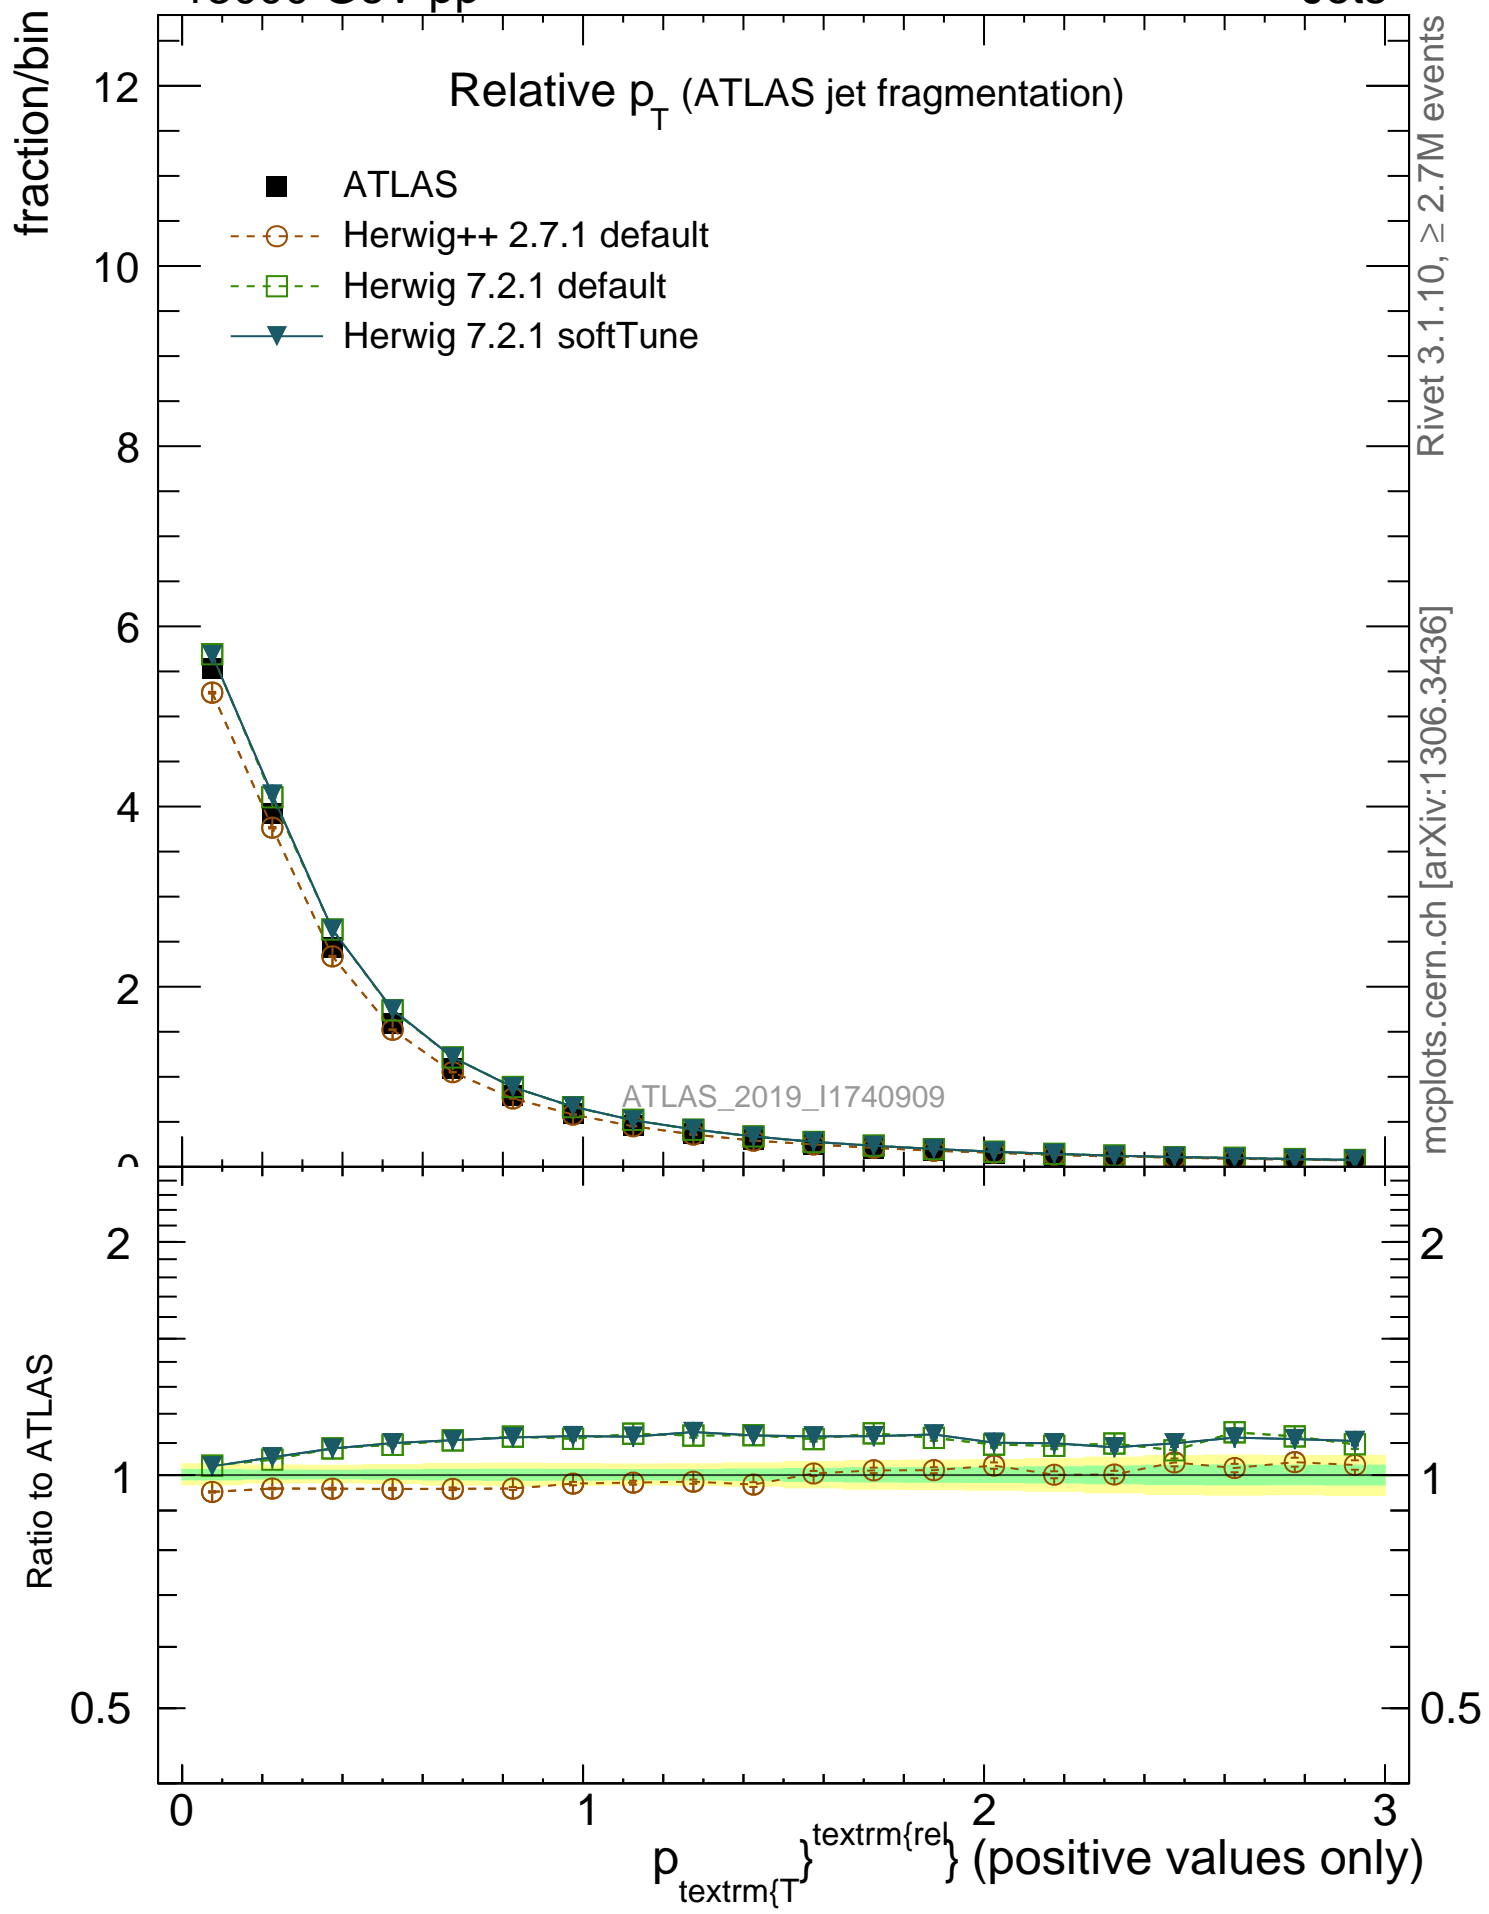 fraction/bin
12
10
8
6
4
2
Relative p_T (ATLAS jet fragmentation)
ATLAS
Herwig++ 2.7.1 default
Herwig 7.2.1 default
Herwig 7.2.1 softTune
ATLAS_2019_I1740909
Rivet 3.1.10, ≥ 2.7M events
mcplots.cern.ch [arXiv:1306.3436]
Ratio to ATLAS
2
1
0.5
2
1
0.5
0 1 2 3
p_textrm{T}^textrm{rel} (positive values only)